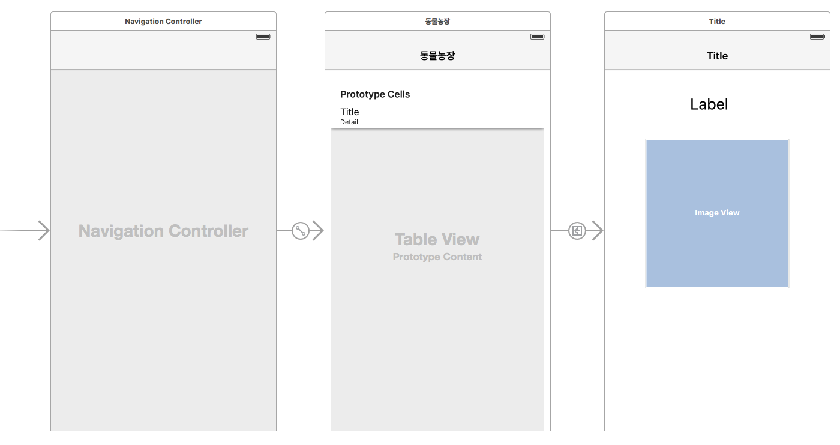 Navigation Controller
동물농장
Title
동물농장
Title
Prototype Cells
Title
Detail
Label
Navigation Controller
Table View
Prototype Content
Image View